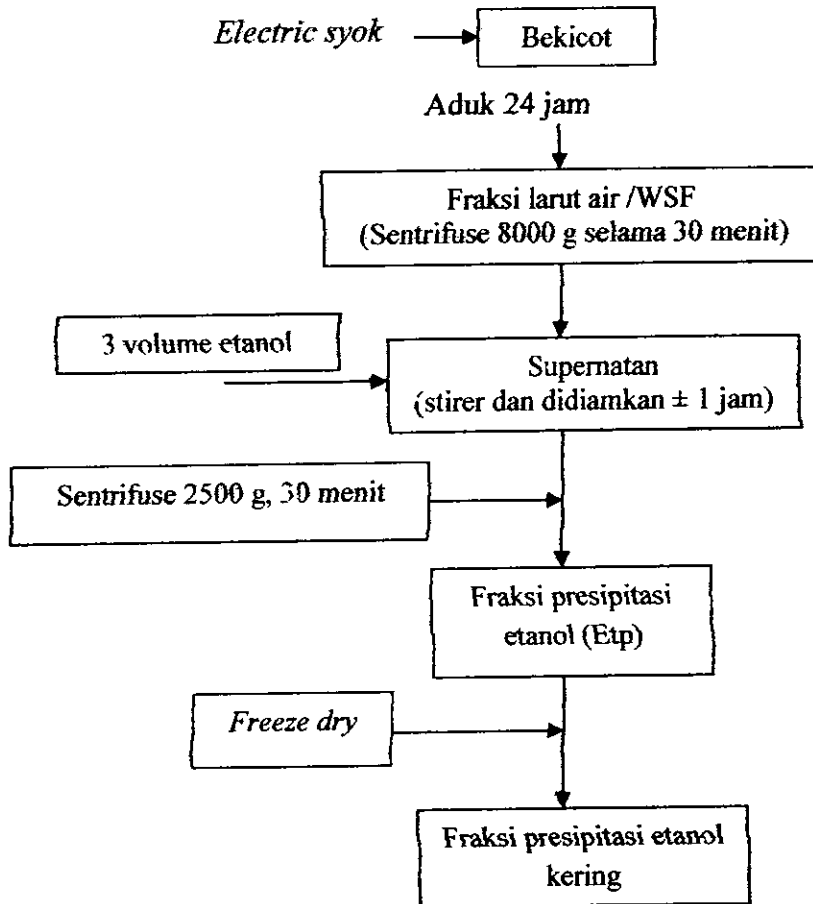 Electric syok
Bekicot
Aduk 24 jam
Fraksi larut air /WSF
(Sentrifuse 8000 g selama 30 menit)
3 volume etanol
Supernatan
(stirer dan didiamkan ± 1 jam)
Sentrifuse 2500 g, 30 menit
Fraksi presipitasi
etanol (Etp)
Freeze dry
Fraksi presipitasi etanol
kering